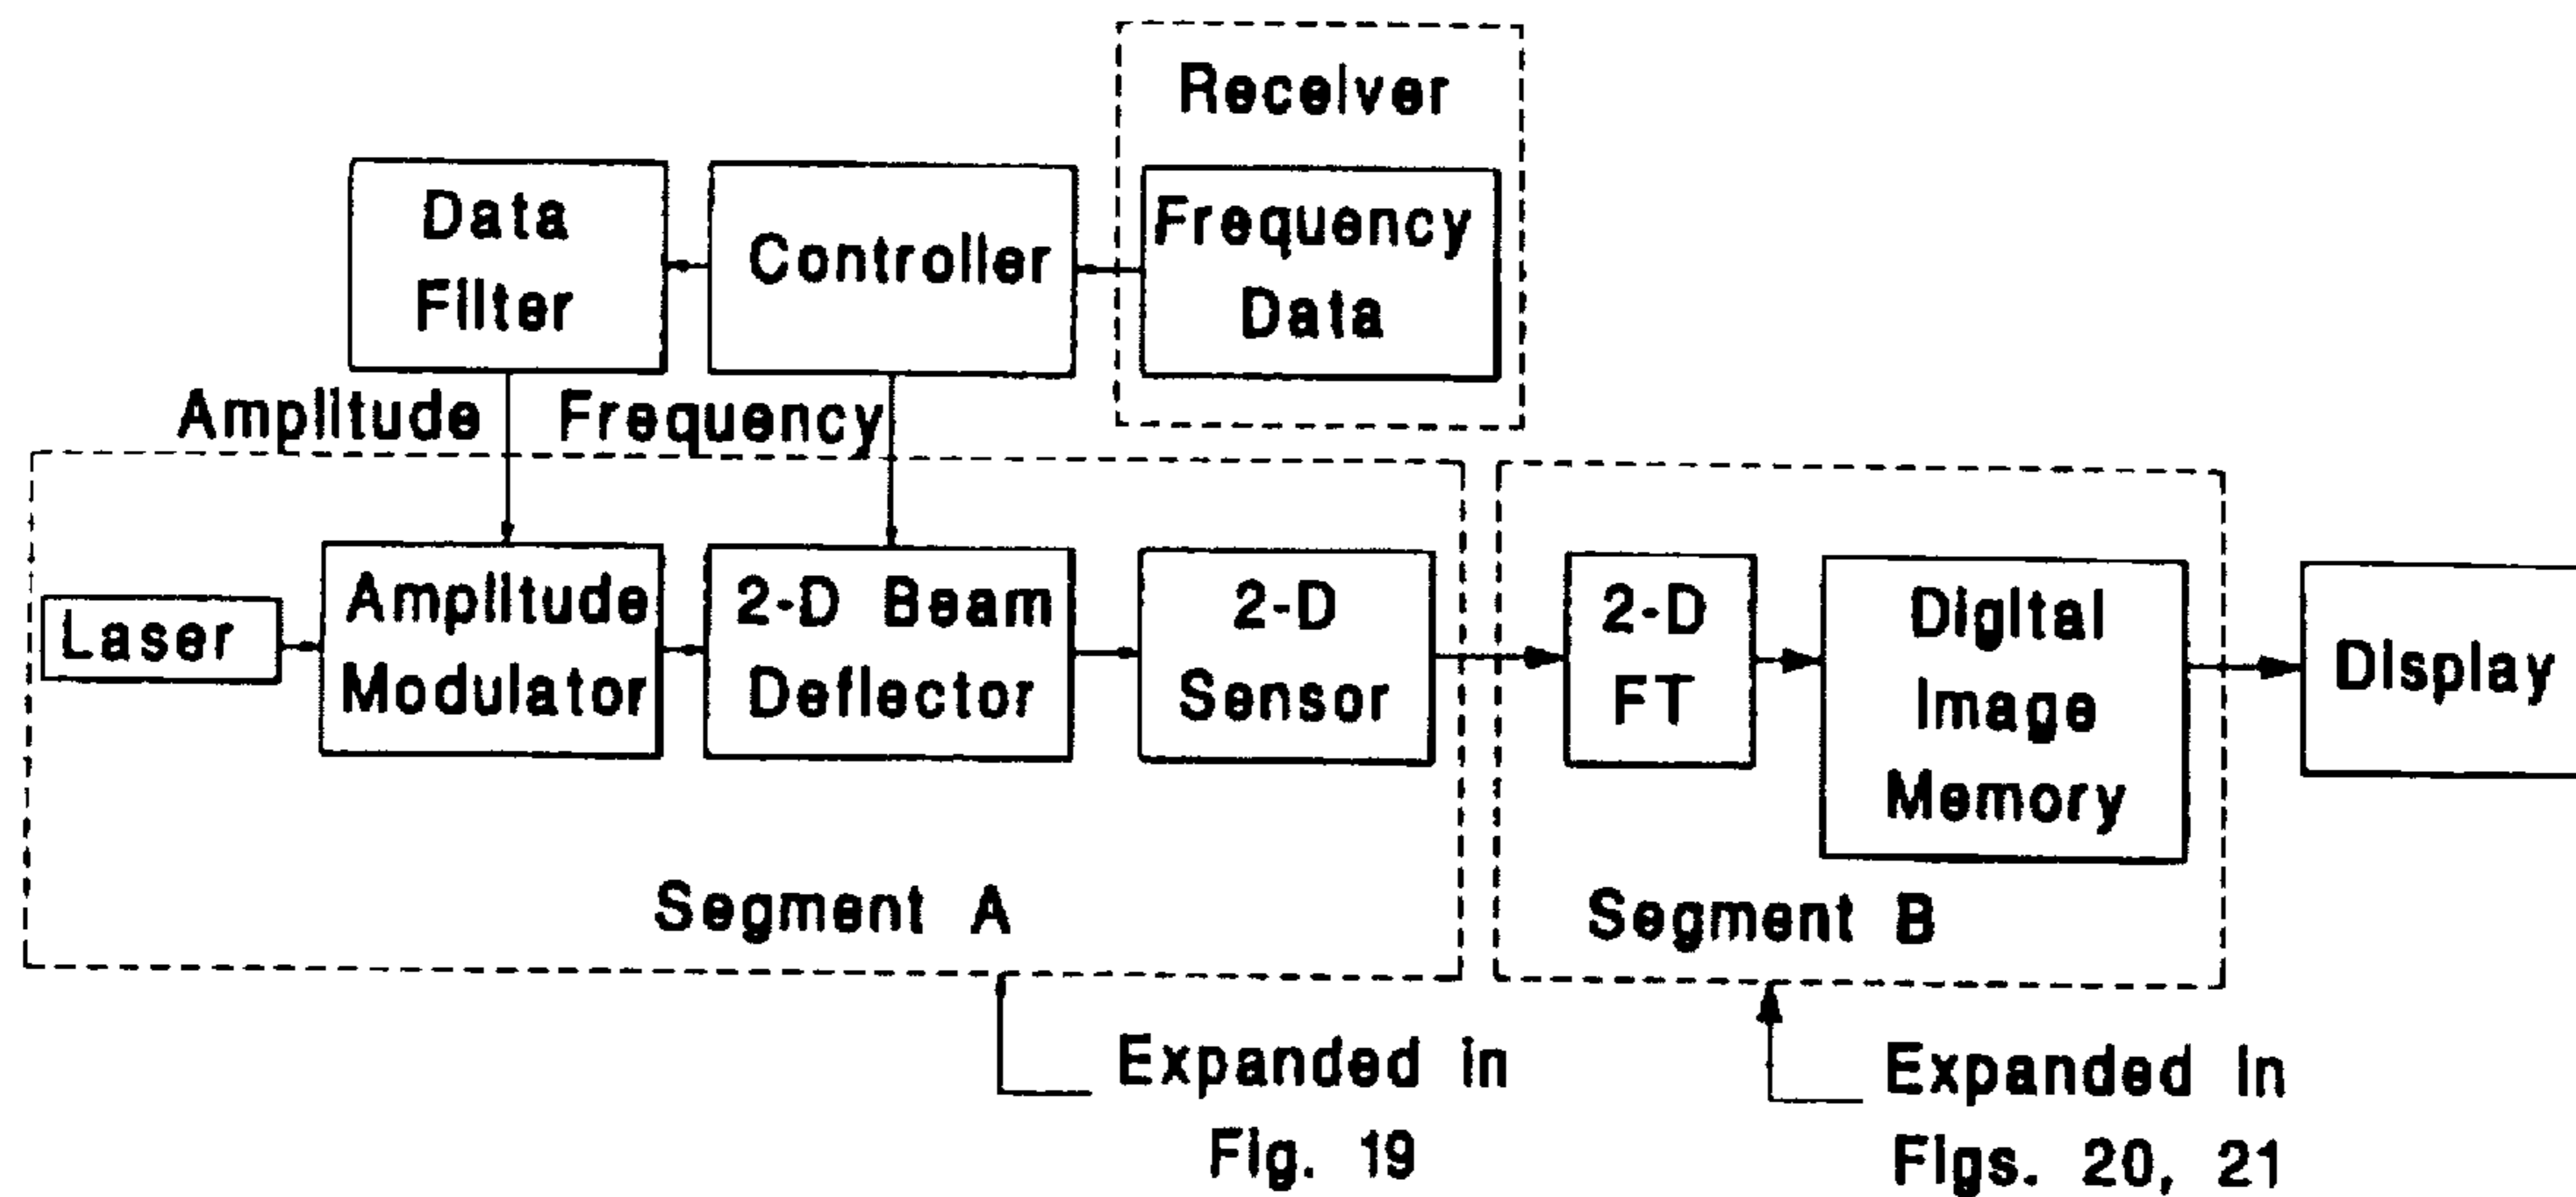 Receiver
Data
Filter
Controller
Frequency
Data
Amplitude
Frequency
Laser
Amplitude
Modulator
2-D Beam
Deflector
2-D
Sensor
2-D
FT
Digital
Image
Memory
Display
Segment A
Segment B
Expanded in
Fig. 19
Expanded in
Figs. 20, 21